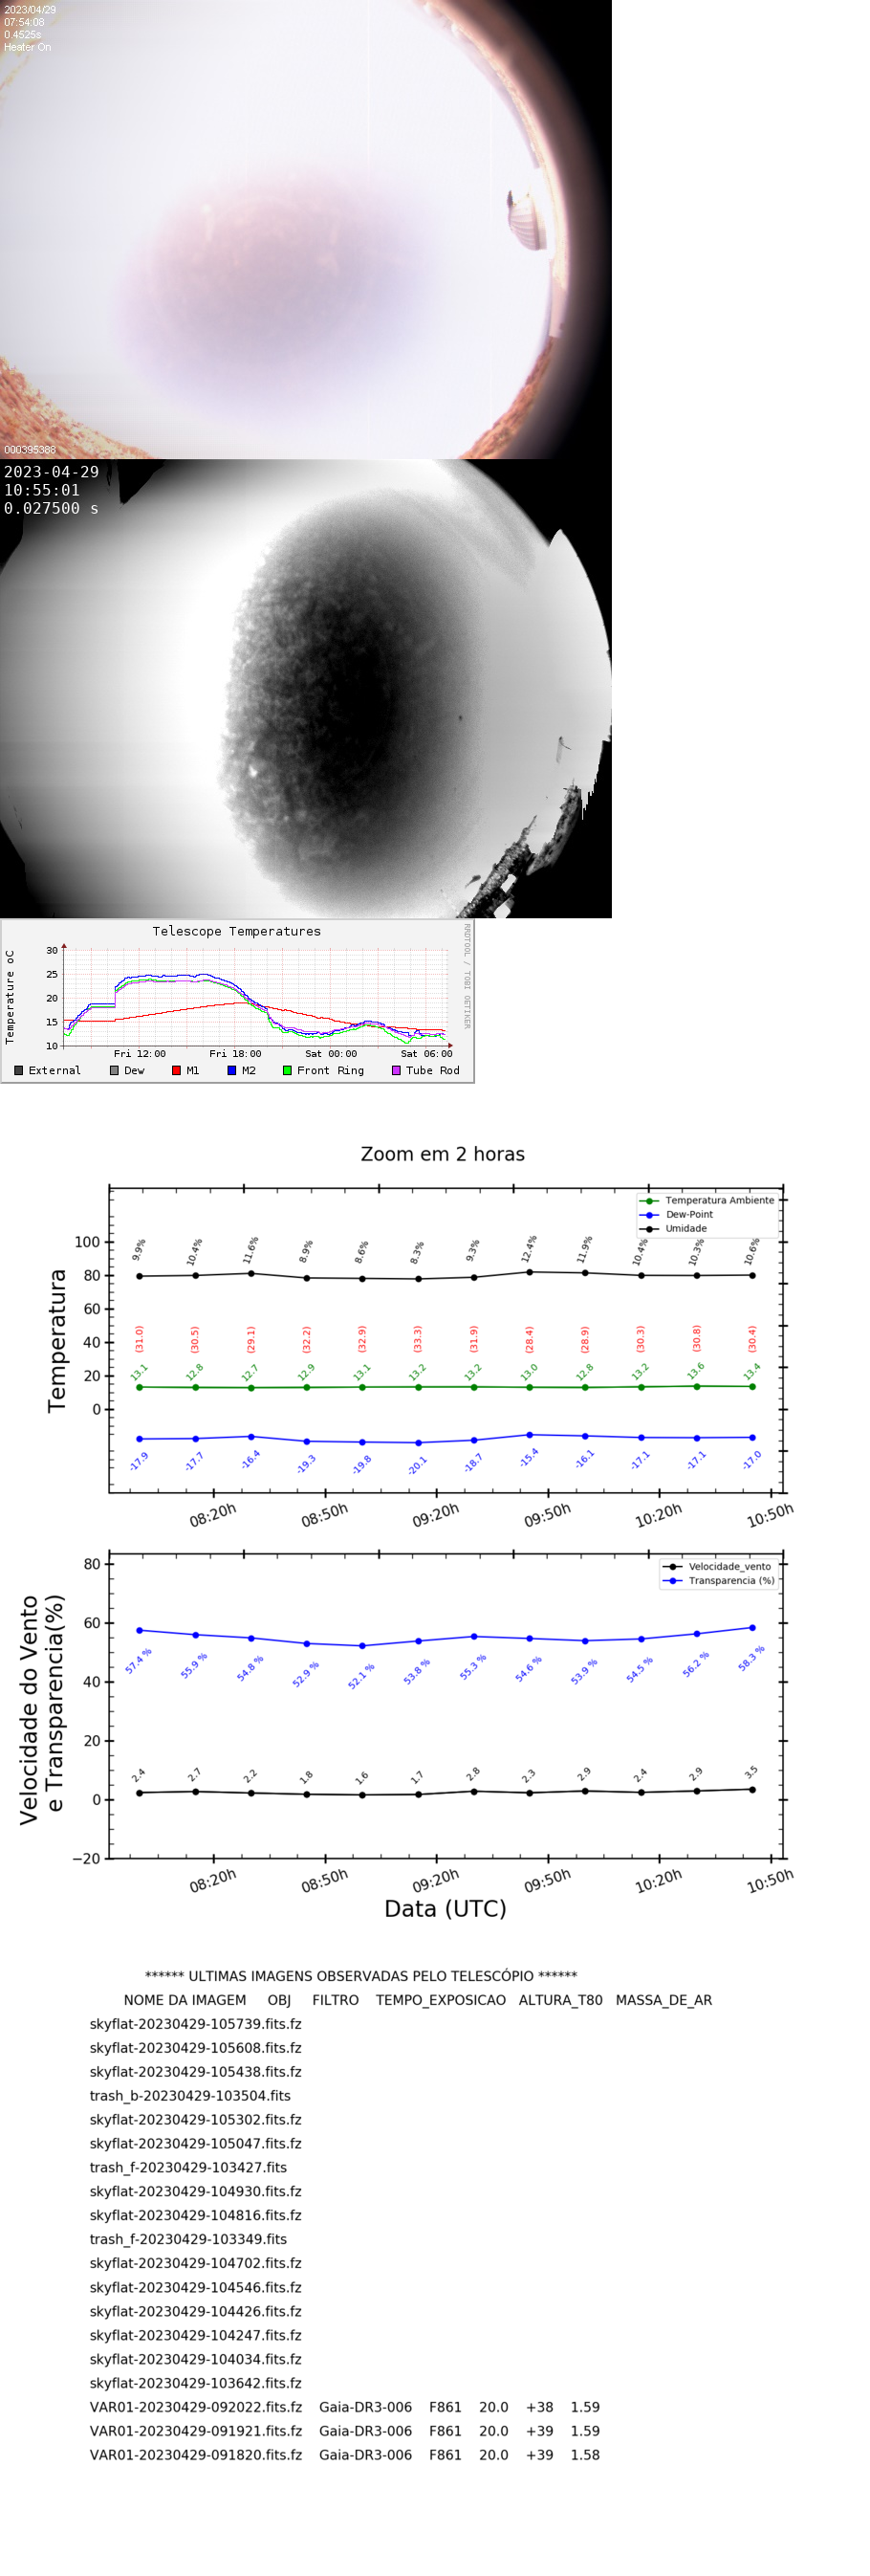 2023/04/29
07:54:08
0.4525s
Heater On
000395388
2023-04-29
10:55:01
0.027500 s
Telescope Temperatures
RRDTOOL / TOBI OETIKER
Temperature oC
30
25
20
15
10
Fri 12:00 Fri 18:00 Sat 00:00 Sat 06:00
External Dew M1 M2 Front Ring Tube Rod
Zoom em 2 horas
Temperatura Ambiente
Dew-Point
Umidade
Temperatura
100
80
60
40
20
0
9.9% 10.4% 11.6% 8.9% 8.6% 8.3% 9.3% 12.4% 11.9% 10.4% 10.3% 10.6%
(31.0) (30.5) (29.1) (32.2) (32.9) (33.3) (31.9) (28.4) (28.9) (30.3) (30.8) (30.4)
13.1 12.8 12.7 12.9 13.1 13.2 13.2 13.0 12.8 13.2 13.6 13.4
-17.9 -17.7 -16.4 -19.3 -19.8 -20.1 -18.7 -15.4 -16.1 -17.1 -17.1 -17.0
08:20h 08:50h 09:20h 09:50h 10:20h 10:50h
Velocidade_vento
Transparencia (%)
Velocidade do Vento
e Transparencia(%)
80
60
40
20
0
−20
57.4 % 55.9 % 54.8 % 52.9 % 52.1 % 53.8 % 55.3 % 54.6 % 53.9 % 54.5 % 56.2 % 58.3 %
2.4 2.7 2.2 1.8 1.6 1.7 2.8 2.3 2.9 2.4 2.9 3.5
08:20h 08:50h 09:20h 09:50h 10:20h 10:50h
Data (UTC)
****** ULTIMAS IMAGENS OBSERVADAS PELO TELESCÓPIO ******
NOME DA IMAGEM OBJ FILTRO TEMPO_EXPOSICAO ALTURA_T80 MASSA_DE_AR
skyflat-20230429-105739.fits.fz
skyflat-20230429-105608.fits.fz
skyflat-20230429-105438.fits.fz
trash_b-20230429-103504.fits
skyflat-20230429-105302.fits.fz
skyflat-20230429-105047.fits.fz
trash_f-20230429-103427.fits
skyflat-20230429-104930.fits.fz
skyflat-20230429-104816.fits.fz
trash_f-20230429-103349.fits
skyflat-20230429-104702.fits.fz
skyflat-20230429-104546.fits.fz
skyflat-20230429-104426.fits.fz
skyflat-20230429-104247.fits.fz
skyflat-20230429-104034.fits.fz
skyflat-20230429-103642.fits.fz
VAR01-20230429-092022.fits.fz Gaia-DR3-006 F861 20.0 +38 1.59
VAR01-20230429-091921.fits.fz Gaia-DR3-006 F861 20.0 +39 1.59
VAR01-20230429-091820.fits.fz Gaia-DR3-006 F861 20.0 +39 1.58